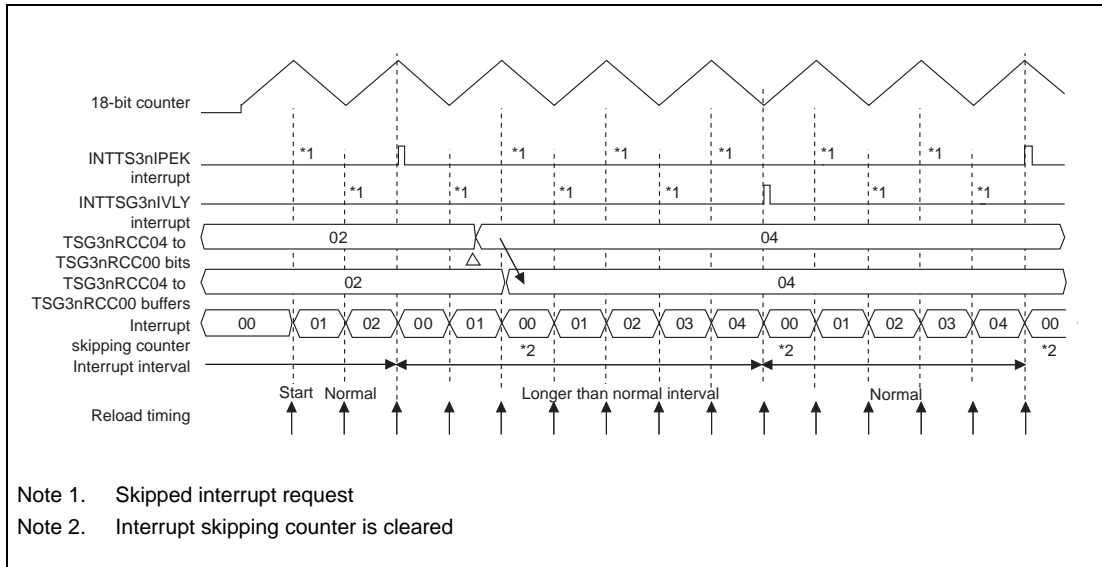 18-bit counter
INTTS3nIPEK
interrupt
*1 *1 *1 *1 *1 *1
INTTSG3nIVLY
interrupt
*1 *1 *1 *1 *1 *1
TSG3nRCC04 to
TSG3nRCC00 bits
02 04
TSG3nRCC04 to
TSG3nRCC00 buffers
02 04
Interrupt
skipping counter
00 01 02 00 01 00 01 02 03 04 00 01 02 03 04 00
*2 *2 *2
Interrupt interval
Start Normal Longer than normal interval Normal
Reload timing
Note 1. Skipped interrupt request
Note 2. Interrupt skipping counter is cleared